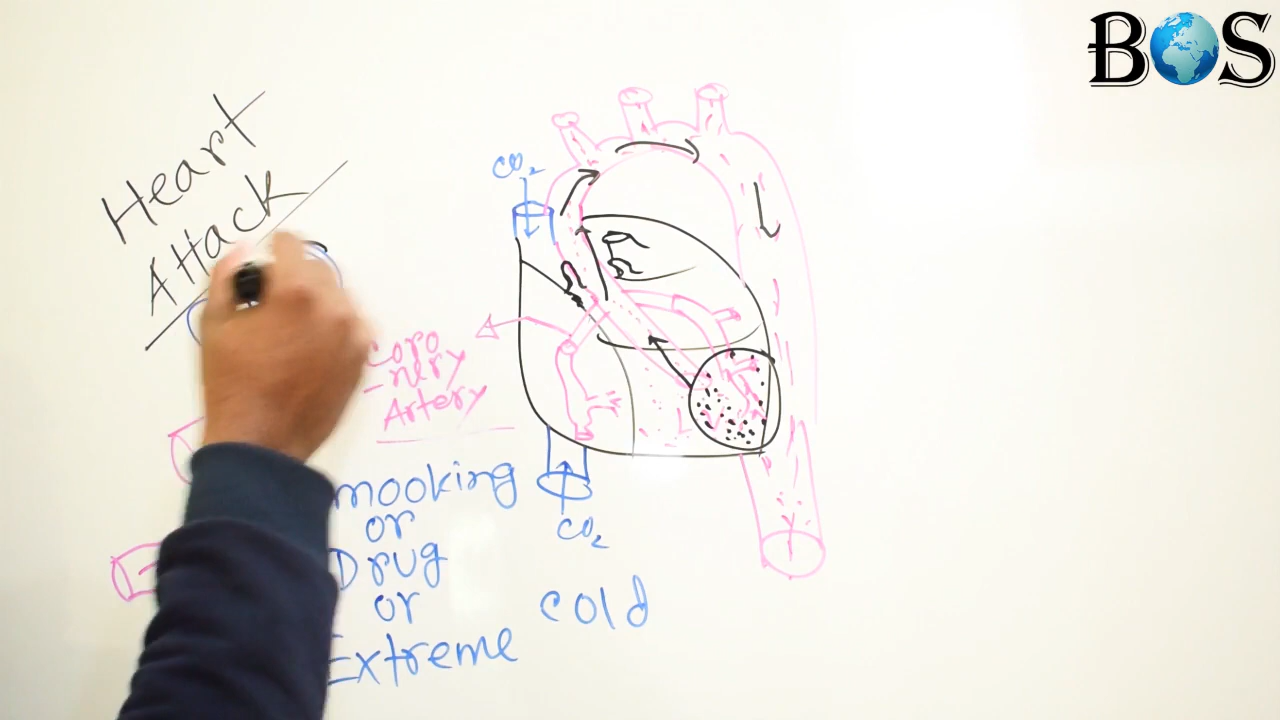 BOS
Heart
Attack
CO2
Coro
-nery
Artery
mooking
or
Drug
or
Extreme cold
CO2